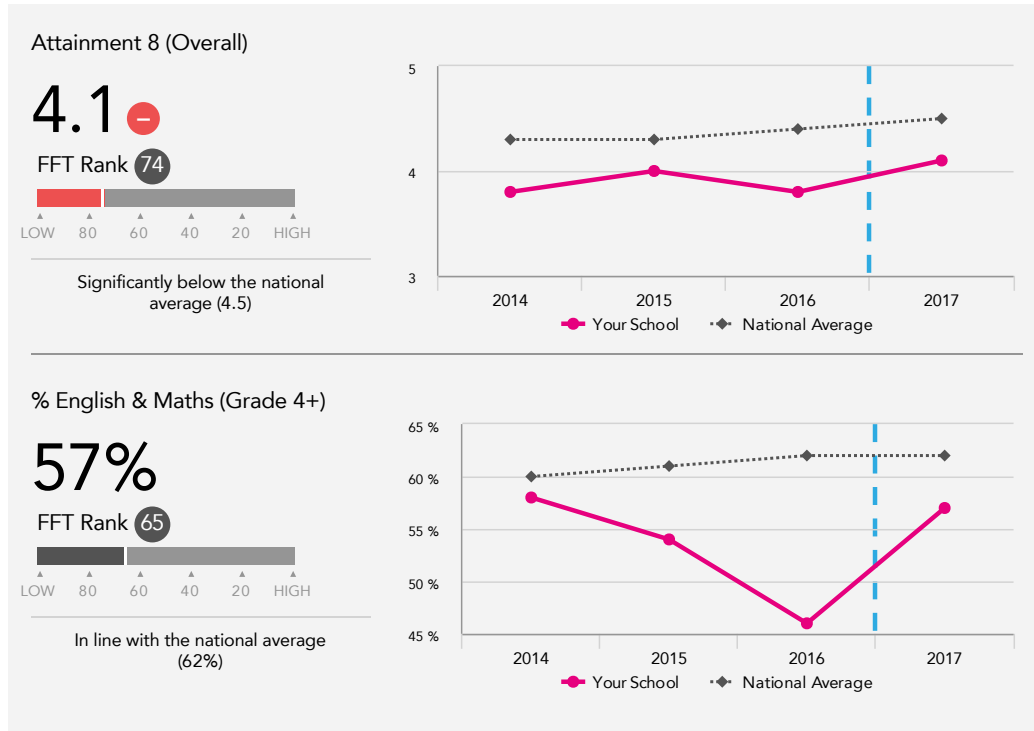 Attainment 8 (Overall)
4.1 –
FFT Rank 74
LOW 80 60 40 20 HIGH
Significantly below the national
average (4.5)
5
4
3
2014 2015 2016 2017
Your School National Average
% English & Maths (Grade 4+)
57%
FFT Rank 65
LOW 80 60 40 20 HIGH
In line with the national average
(62%)
65 %
60 %
55 %
50 %
45 %
2014 2015 2016 2017
Your School National Average